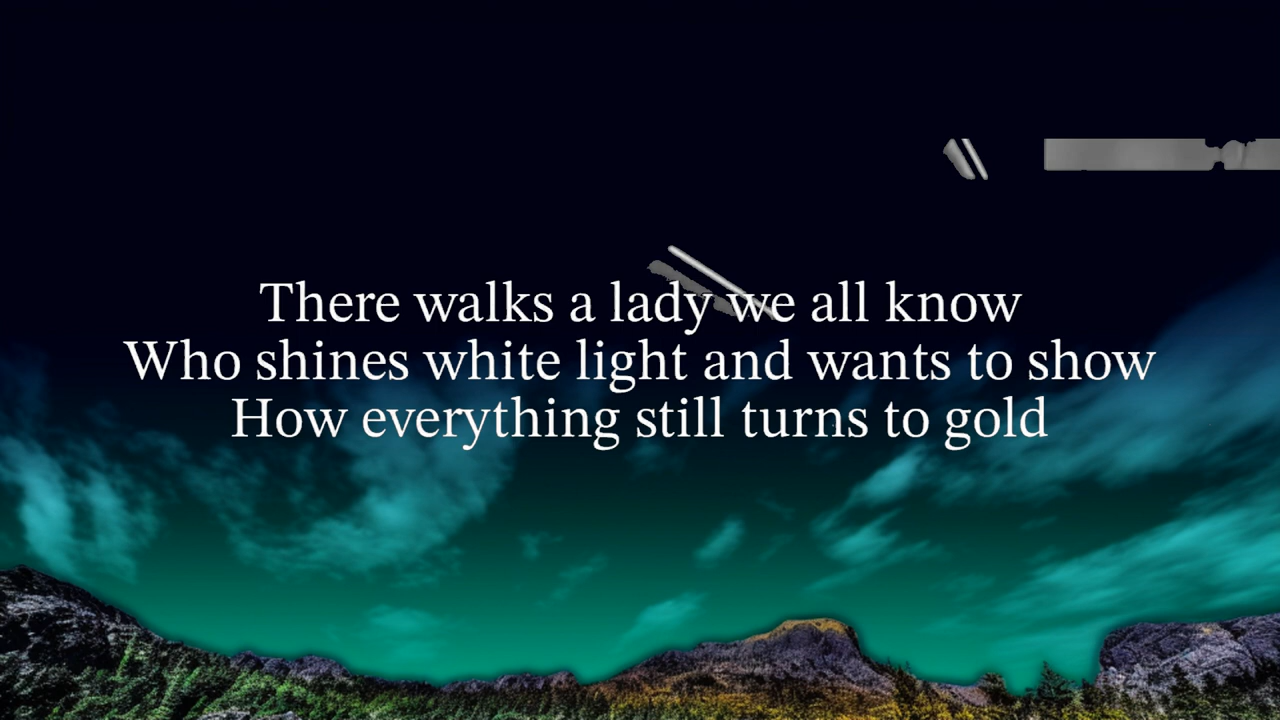 There walks a lady we all know
Who shines white light and wants to show
How everything still turns to gold